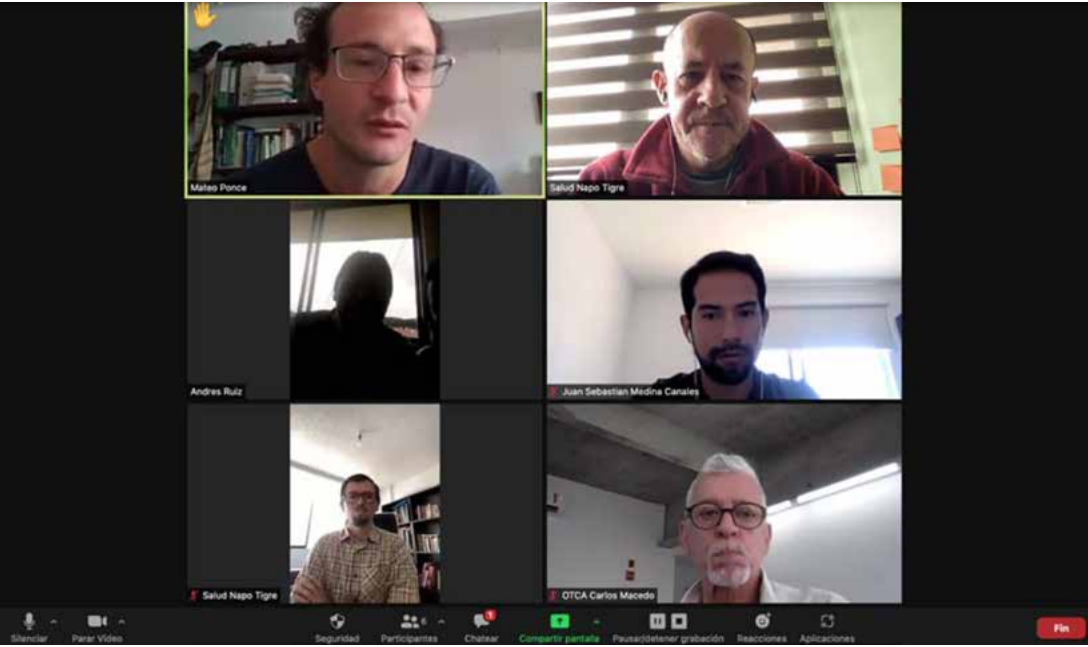 Mateo Ponce
Salud Napo Tigre
Andres Ruiz
Juan Sebastian Medina Canales
Salud Napo Tigre
OTCA Carlos Macedo
Silenciar
Parar Video
Seguridad
6
Participantes
1
Chatear
Compartir pantalla
Pausar/detener grabación
Reacciones
Aplicaciones
Fin